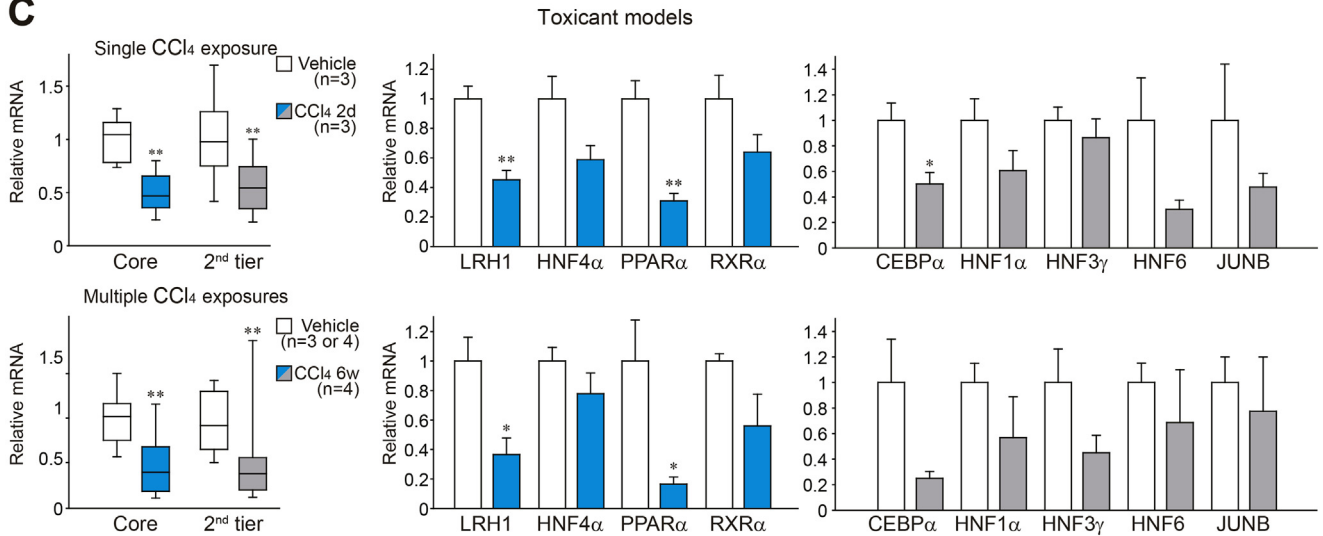 C
Toxicant models
Single CCl4 exposure
Relative mRNA
1.5
1
0.5
0
Core
2nd tier
**
**
Vehicle
(n=3)
CCl4 2d
(n=3)
Relative mRNA
1.2
1
0.8
0.6
0.4
0.2
0
**
**
LRH1 HNF4α PPARα RXRα
1.4
1.2
1
0.8
0.6
0.4
0.2
0
*
CEBPα HNF1α HNF3γ HNF6 JUNB
Multiple CCl4 exposures
Relative mRNA
1.5
1
0.5
0
**
**
Core
2nd tier
Vehicle
(n=3 or 4)
CCl4 6w
(n=4)
Relative mRNA
1.2
1
0.8
0.6
0.4
0.2
0
*
*
LRH1 HNF4α PPARα RXRα
1.4
1.2
1
0.8
0.6
0.4
0.2
0
CEBPα HNF1α HNF3γ HNF6 JUNB